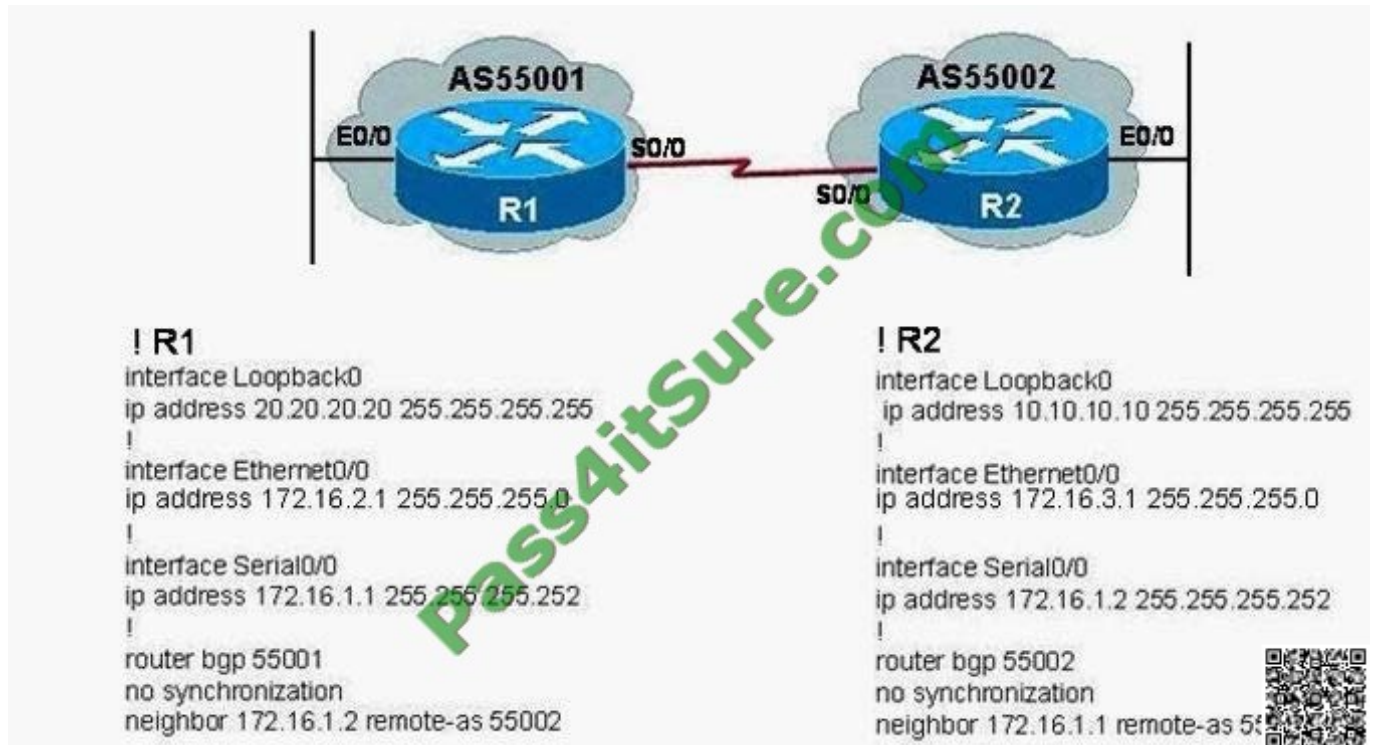 AS55001
AS55002
E0/0
S0/0
S0/0
E0/0
R1
R2
Pass4itSure.com
! R1
interface Loopback0
ip address 20.20.20.20 255.255.255.255
!
interface Ethernet0/0
ip address 172.16.2.1 255.255.255.0
!
interface Serial0/0
ip address 172.16.1.1 255.255.255.252
!
router bgp 55001
no synchronization
neighbor 172.16.1.2 remote-as 55002
! R2
interface Loopback0
ip address 10.10.10.10 255.255.255.255
!
interface Ethernet0/0
ip address 172.16.3.1 255.255.255.0
!
interface Serial0/0
ip address 172.16.1.2 255.255.255.252
!
router bgp 55002
no synchronization
neighbor 172.16.1.1 remote-as